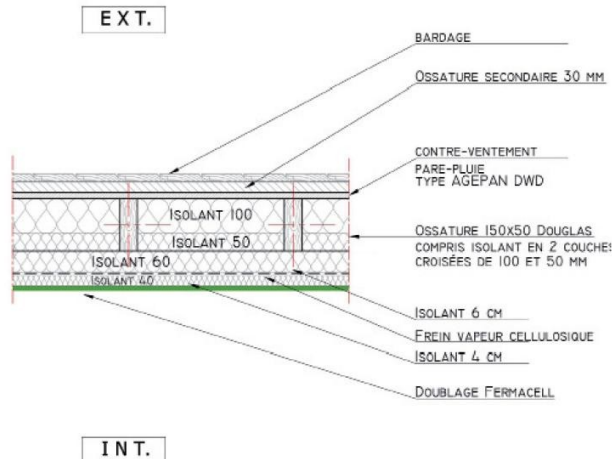 EXT.
BARDAGE
OSSATURE SECONDAIRE 30 MM
CONTRE-VENTEMENT
PARE-PLUIE
TYPE AGEPAN DWD
ISOLANT 100
ISOLANT 50
OSSATURE 150X50 DOUGLAS
COMPRIS ISOLANT EN 2 COUCHES
CROISÉES DE 100 ET 50 MM
ISOLANT 60
ISOLANT 40
ISOLANT 6 CM
FREIN VAPEUR CELLULOSIQUE
ISOLANT 4 CM
DOUBLAGE FERMACELL
INT.